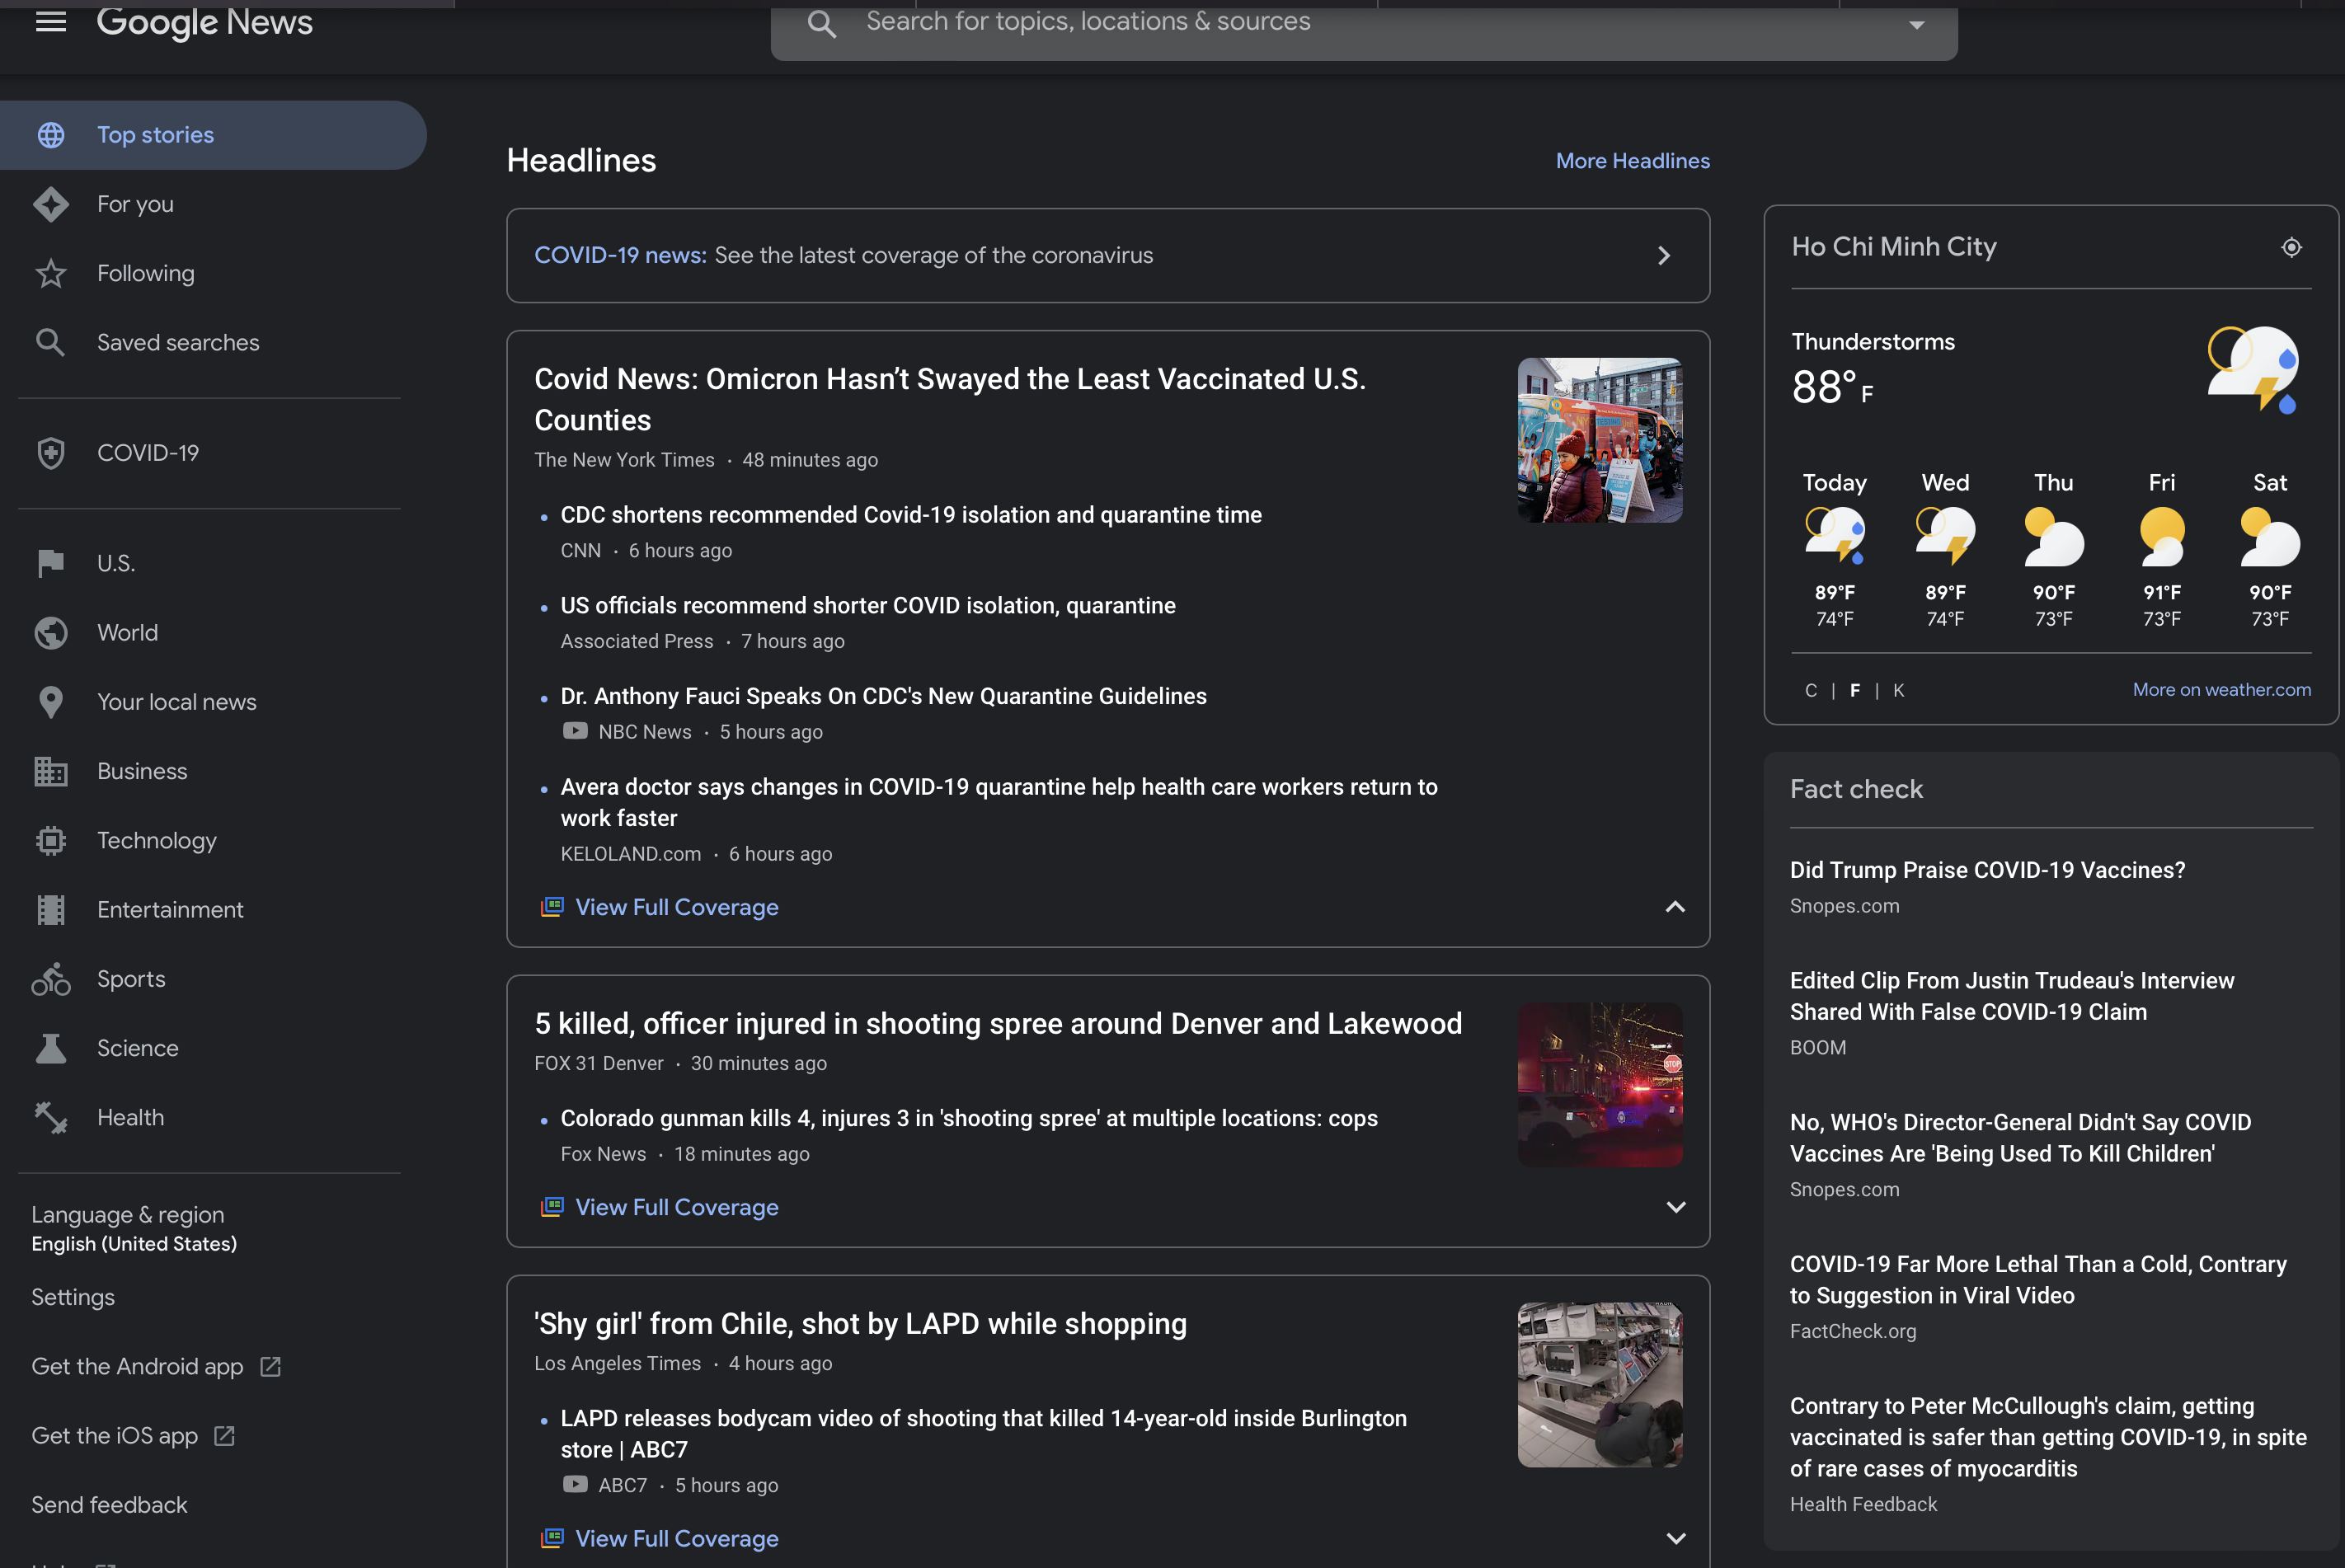 Google News
Search for topics, locations & sources
Top stories
For you
Following
Saved searches
COVID-19
U.S.
World
Your local news
Business
Technology
Entertainment
Sports
Science
Health
Language & region
English (United States)
Settings
Get the Android app
Get the iOS app
Send feedback
Headlines
More Headlines
COVID-19 news: See the latest coverage of the coronavirus
Covid News: Omicron Hasn’t Swayed the Least Vaccinated U.S.
Counties
The New York Times · 48 minutes ago
• CDC shortens recommended Covid-19 isolation and quarantine time
CNN · 6 hours ago
• US officials recommend shorter COVID isolation, quarantine
Associated Press · 7 hours ago
• Dr. Anthony Fauci Speaks On CDC's New Quarantine Guidelines
NBC News · 5 hours ago
• Avera doctor says changes in COVID-19 quarantine help health care workers return to
work faster
KELOLAND.com · 6 hours ago
View Full Coverage
5 killed, officer injured in shooting spree around Denver and Lakewood
FOX 31 Denver · 30 minutes ago
STOP
• Colorado gunman kills 4, injures 3 in 'shooting spree' at multiple locations: cops
Fox News · 18 minutes ago
View Full Coverage
'Shy girl' from Chile, shot by LAPD while shopping
Los Angeles Times · 4 hours ago
• LAPD releases bodycam video of shooting that killed 14-year-old inside Burlington
store | ABC7
ABC7 · 5 hours ago
View Full Coverage
Ho Chi Minh City
Thunderstorms
88° F
Today Wed Thu Fri Sat
89°F 89°F 90°F 91°F 90°F
74°F 74°F 73°F 73°F 73°F
C | F | K
More on weather.com
Fact check
Did Trump Praise COVID-19 Vaccines?
Snopes.com
Edited Clip From Justin Trudeau's Interview
Shared With False COVID-19 Claim
BOOM
No, WHO's Director-General Didn't Say COVID
Vaccines Are 'Being Used To Kill Children'
Snopes.com
COVID-19 Far More Lethal Than a Cold, Contrary
to Suggestion in Viral Video
FactCheck.org
Contrary to Peter McCullough's claim, getting
vaccinated is safer than getting COVID-19, in spite
of rare cases of myocarditis
Health Feedback